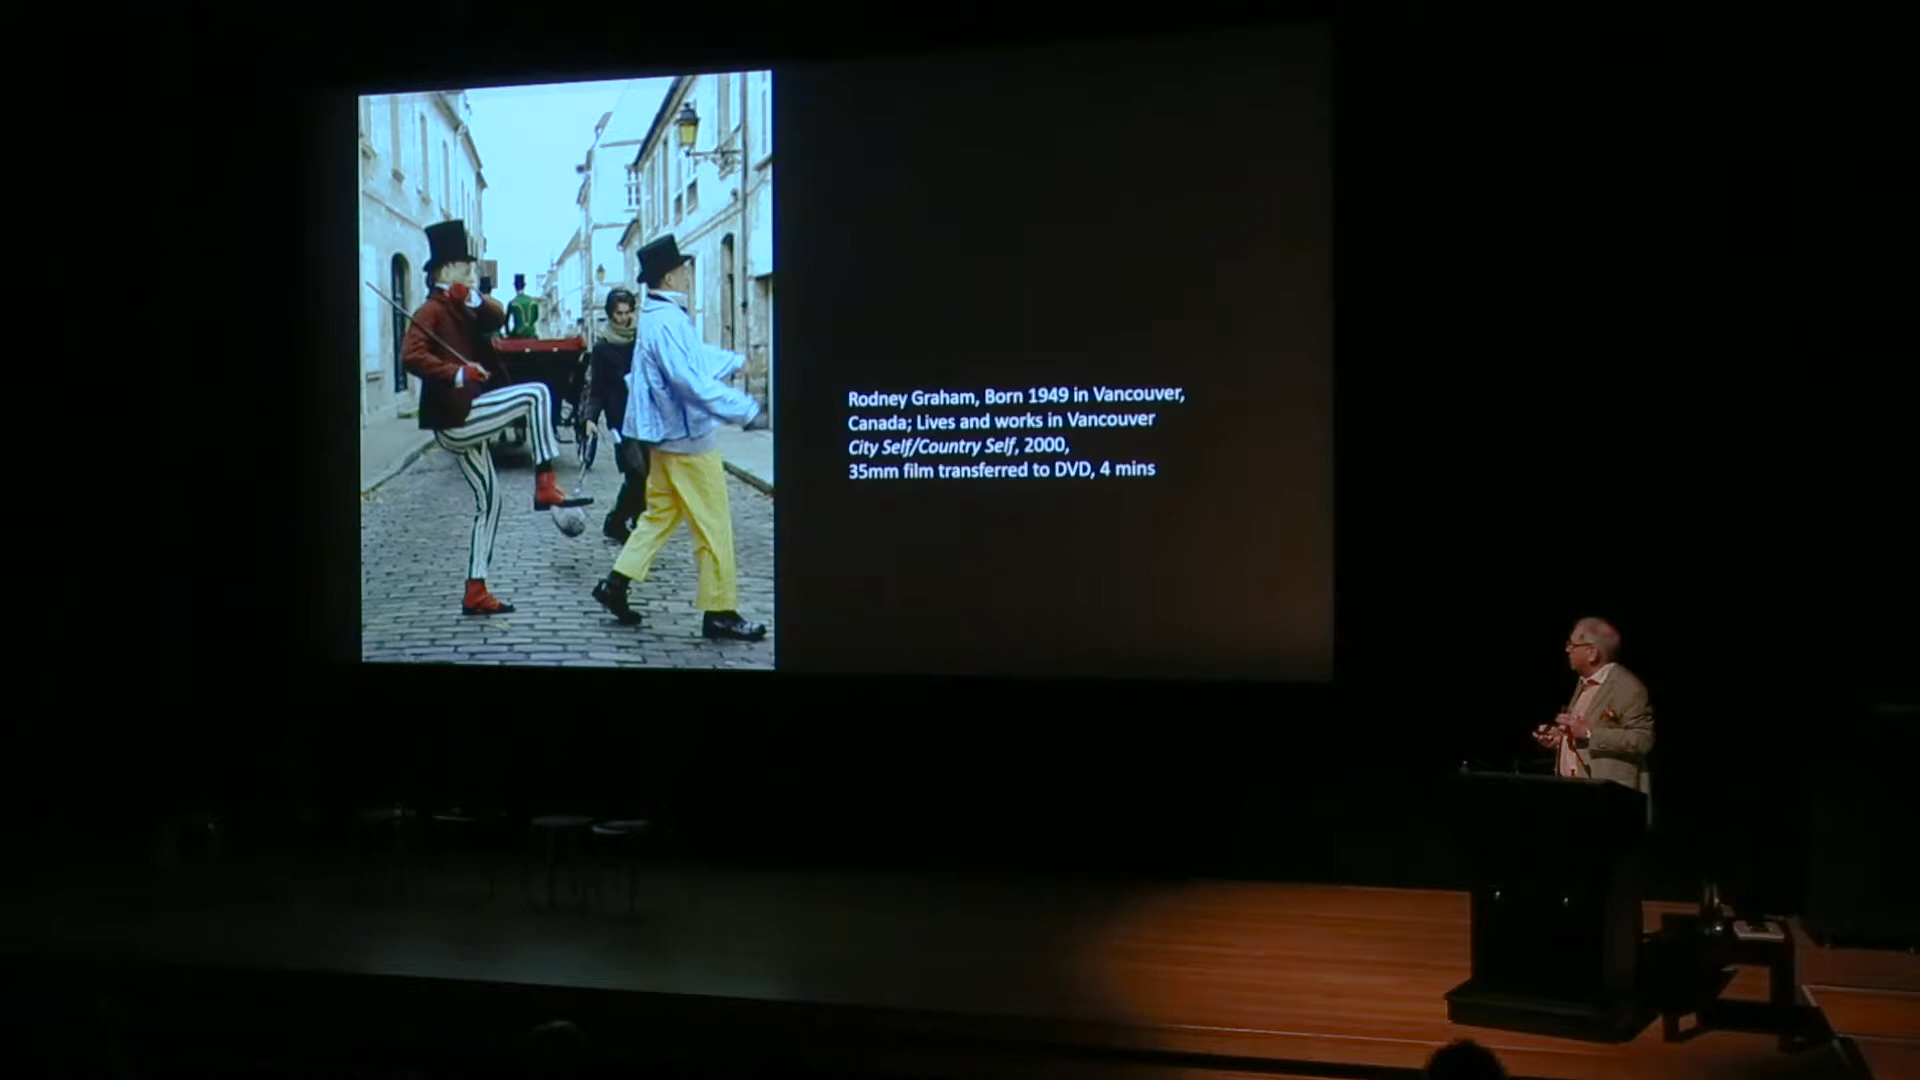 Rodney Graham, Born 1949 in Vancouver,
Canada; Lives and works in Vancouver
City Self/Country Self, 2000,
35mm film transferred to DVD, 4 mins